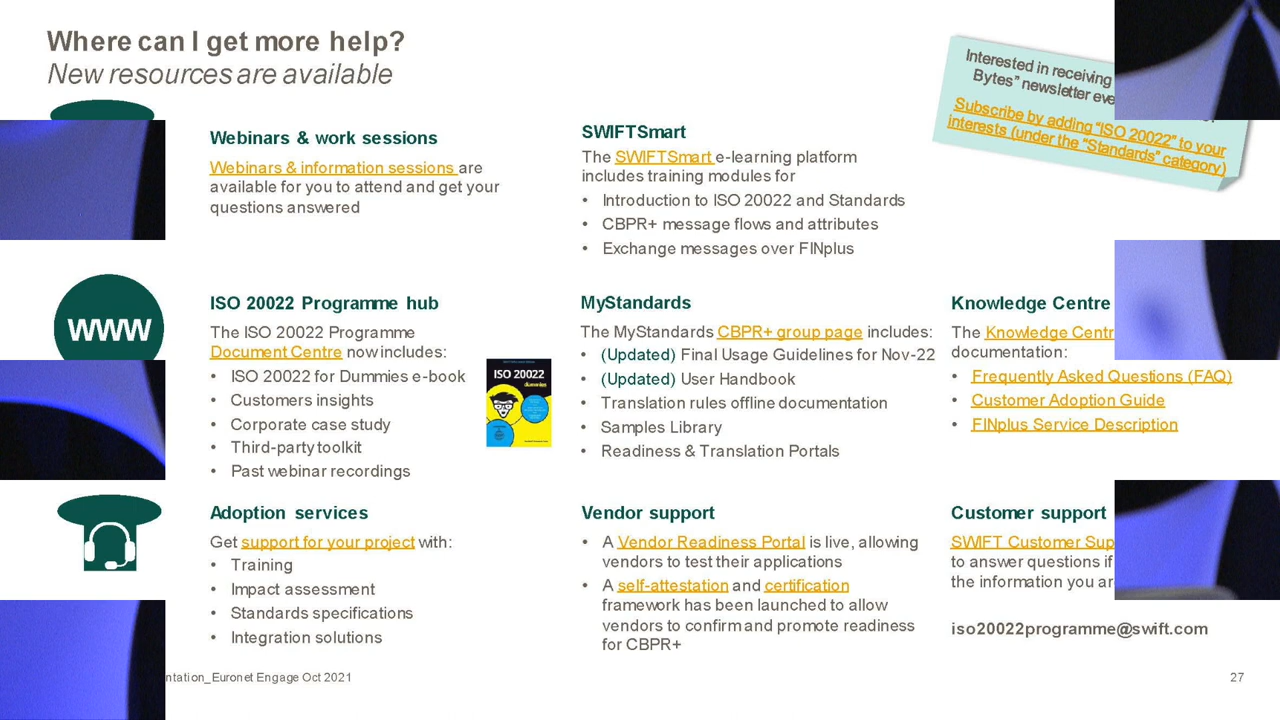 Where can I get more help?
New resources are available
Interested in receiving
Bytes” newsletter
Subscribe by adding “ISO 20022” to your
interests (under the “Standards” category)
Webinars & work sessions
Webinars & information sessions are
available for you to attend and get your
questions answered
SWIFTSmart
The SWIFTSmart e-learning platform
includes training modules for
• Introduction to ISO 20022 and Standards
• CBPR+ message flows and attributes
• Exchange messages over FINplus
WWW
ISO 20022 Programme hub
The ISO 20022 Programme
Document Centre now includes:
• ISO 20022 for Dummies e-book
• Customers insights
• Corporate case study
• Third-party toolkit
• Past webinar recordings
ISO 20022
dummies
MyStandards
The MyStandards CBPR+ group page includes:
• (Updated) Final Usage Guidelines for Nov-22
• (Updated) User Handbook
• Translation rules offline documentation
• Samples Library
• Readiness & Translation Portals
Knowledge Centre
The Knowledge
documentation:
• Frequently Asked Questions (FAQ)
• Customer Adoption Guide
• FINplus Service Description
Adoption services
Get support for your project with:
• Training
• Impact assessment
• Standards specifications
• Integration solutions
Vendor support
• A Vendor Readiness Portal is live, allowing
vendors to test their applications
• A self-attestation and certification
framework has been launched to allow
vendors to confirm and promote readiness
for CBPR+
Customer support
SWIFT Customer
to answer questions if
the information you
iso20022programme@swift.com
ntation_Euronet Engage Oct 2021
27